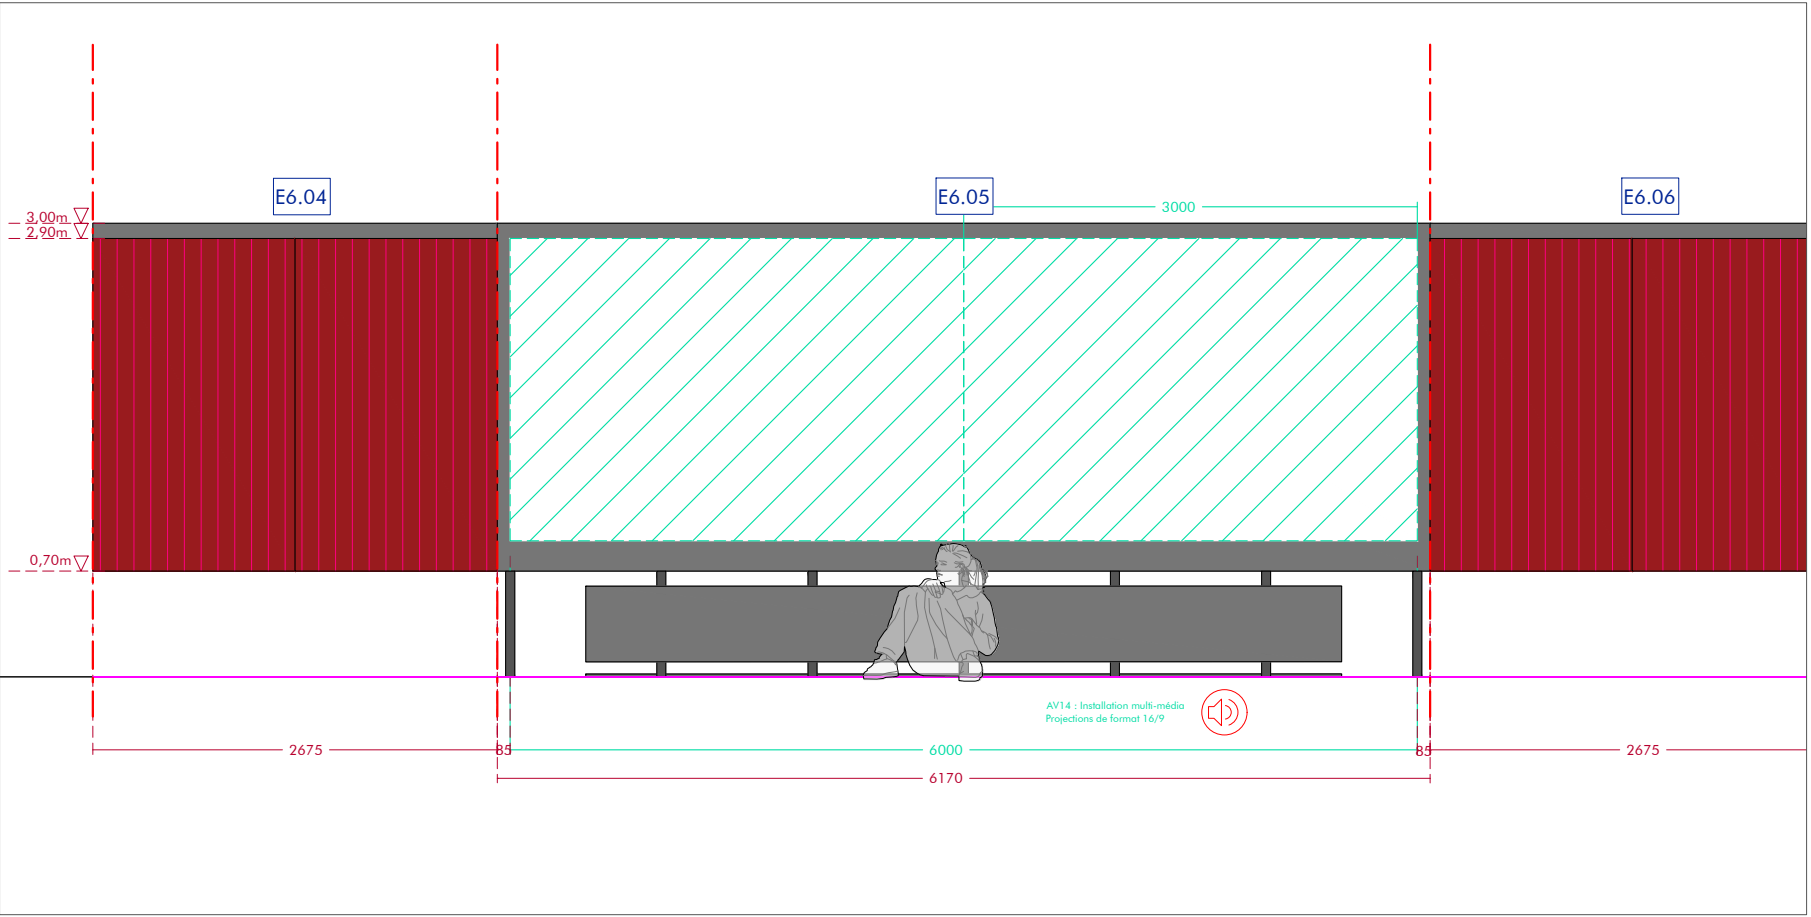 E6.04
E6.05
E6.06
3000
3,00m
2,90m
0,70m
AV14 : Installation multi-média
Projections de format 16/9
2675
85
6000
85
2675
6170